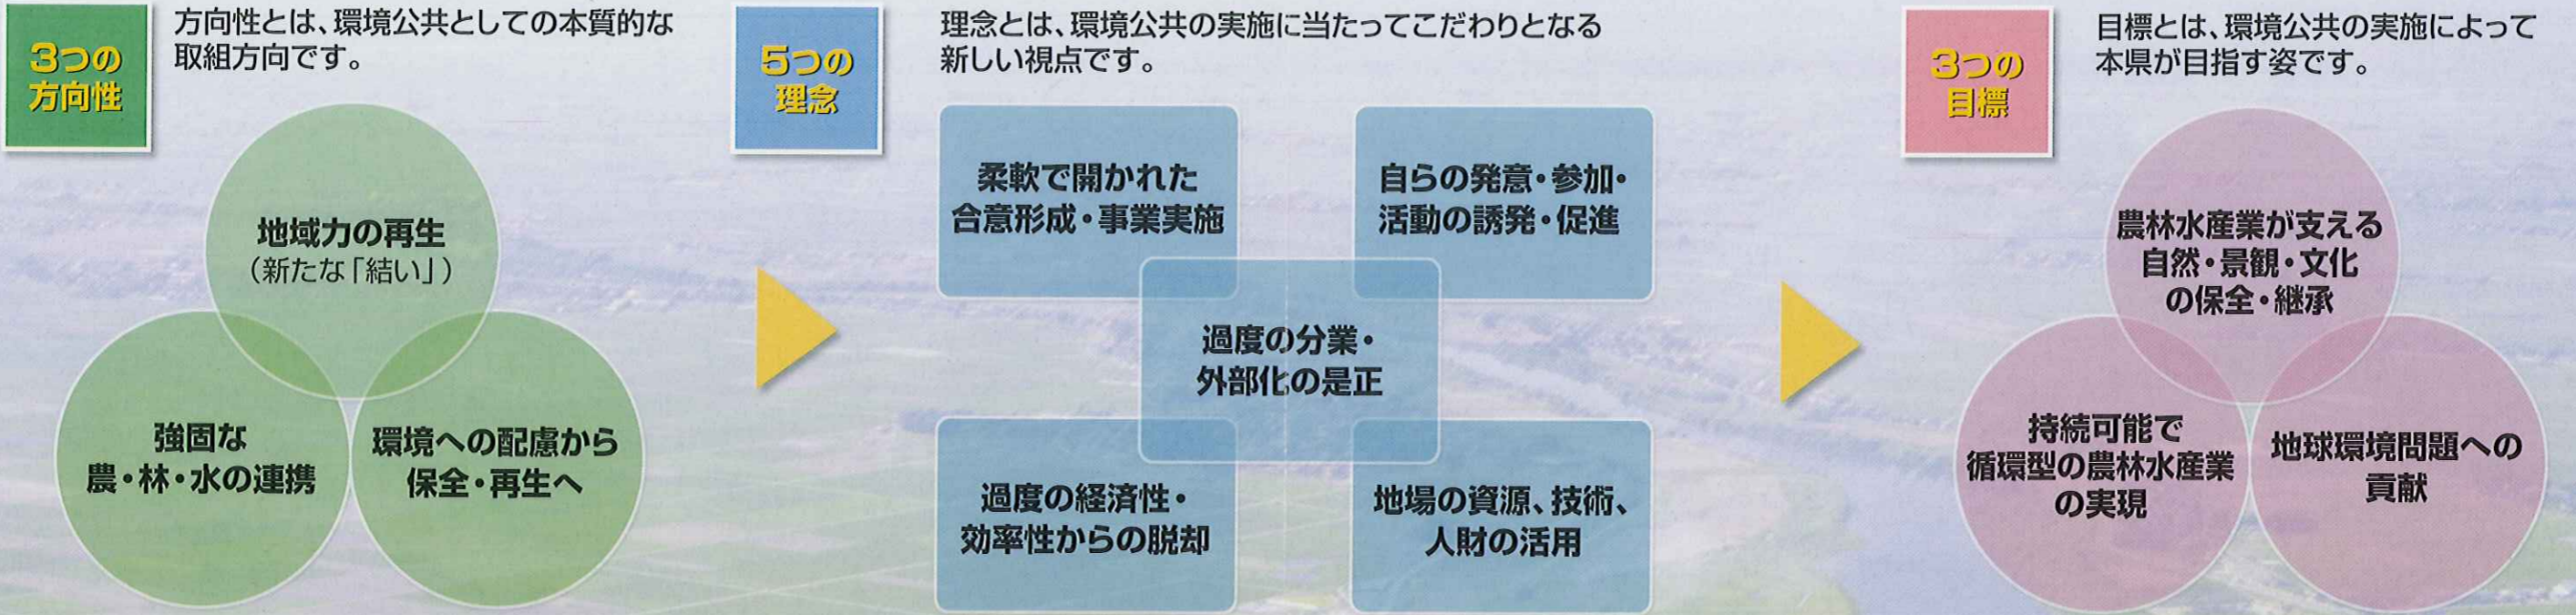 3つの
方向性
方向性とは、環境公共としての本質的な
取組方向です。
地域力の再生
（新たな「結い」）
強固な
農・林・水の連携
環境への配慮から
保全・再生へ
5つの
理念
理念とは、環境公共の実施に当たってこだわりとなる
新しい視点です。
柔軟で開かれた
合意形成・事業実施
自らの発意・参加・
活動の誘発・促進
過度の分業・
外部化の是正
過度の経済性・
効率性からの脱却
地場の資源、技術、
人財の活用
3つの
目標
目標とは、環境公共の実施によって
本県が目指す姿です。
農林水産業が支える
自然・景観・文化
の保全・継承
持続可能で
循環型の農林水産業
の実現
地球環境問題への
貢献